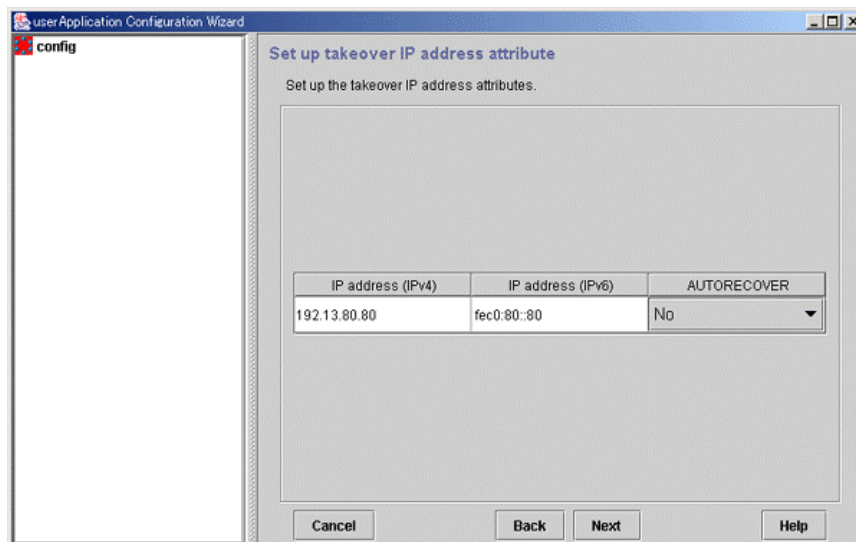 userApplication Configuration Wizard
config
Set up takeover IP address attribute
Set up the takeover IP address attributes.
IP address (IPv4) IP address (IPv6) AUTORECOVER
192.13.80.80 fec0:80::80 No
Cancel Back Next Help